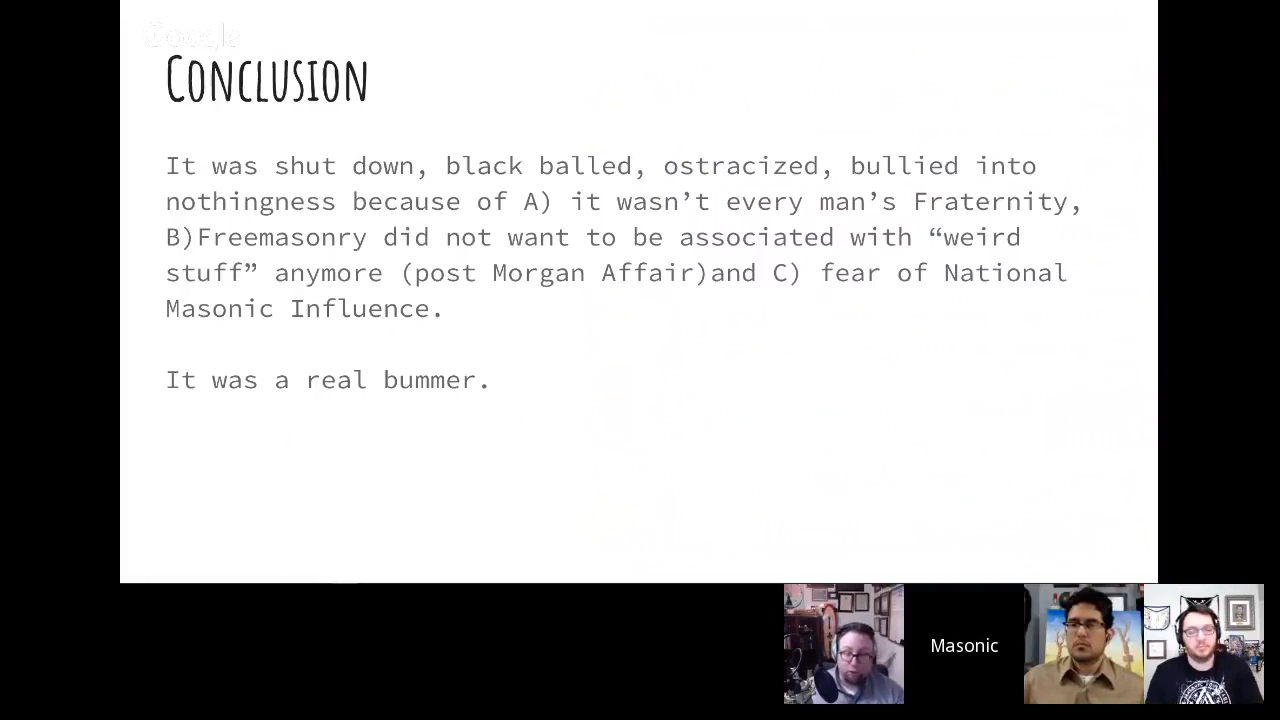 Google
Conclusion
It was shut down, black balled, ostracized, bullied into
nothingness because of A) it wasn’t every man’s Fraternity,
B)Freemasonry did not want to be associated with “weird
stuff” anymore (post Morgan Affair)and C) fear of National
Masonic Influence.
It was a real bummer.
Masonic